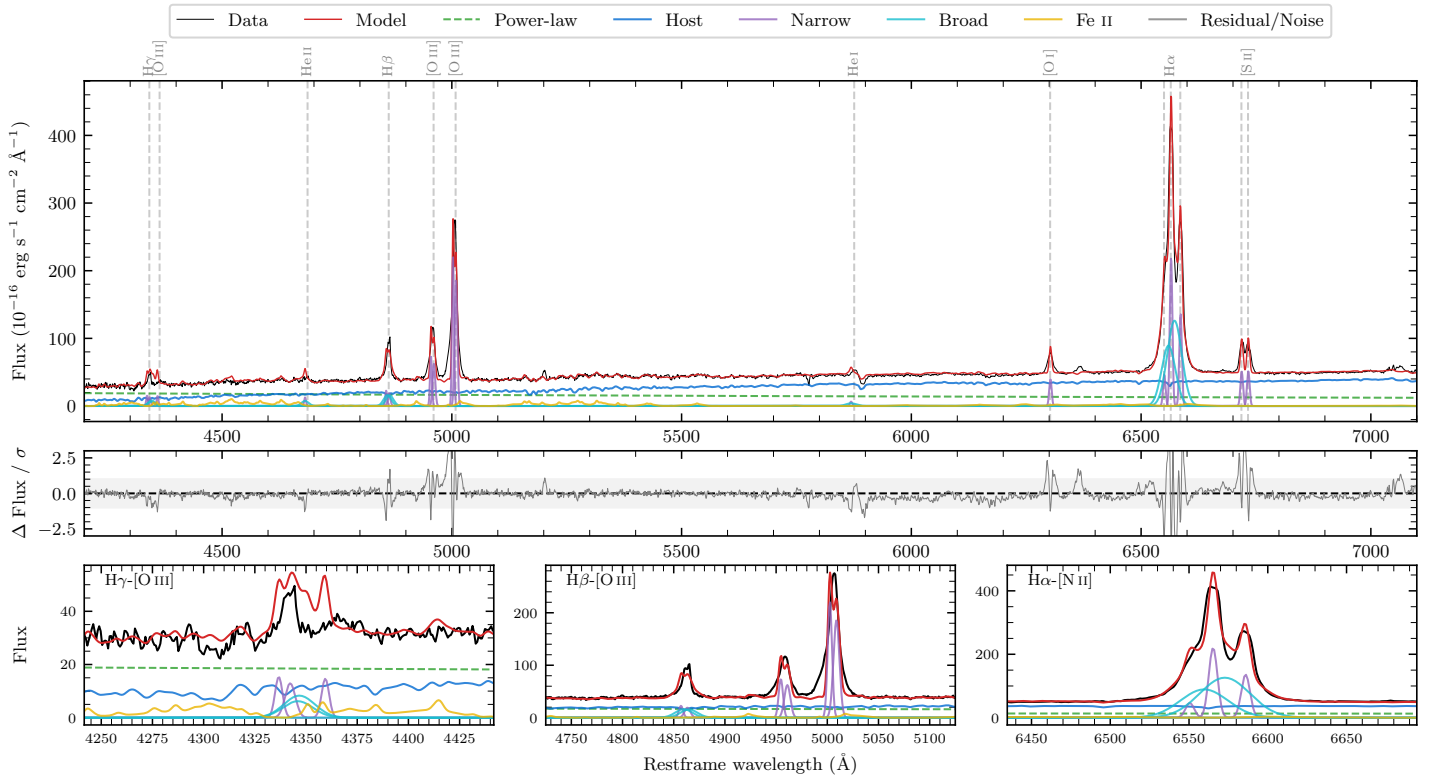 Data Model Power-law Host Narrow Broad Fe II Residual/Noise
Hγ [O III] He II Hβ [O III] [O III] He I [O I] Hα [S II]
Flux (10⁻¹⁶ erg s⁻¹ cm⁻² Å⁻¹)
400
300
200
100
0
4500 5000 5500 6000 6500 7000
Δ Flux / σ
2.5
0.0
−2.5
4500 5000 5500 6000 6500 7000
Hγ-[O III] Hβ-[O III] Hα-[N II]
Flux
40
20
0
200
100
0
400
200
0
4250 4275 4300 4325 4350 4375 4400 4425
4750 4800 4850 4900 4950 5000 5050 5100
6450 6500 6550 6600 6650
Restframe wavelength (Å)